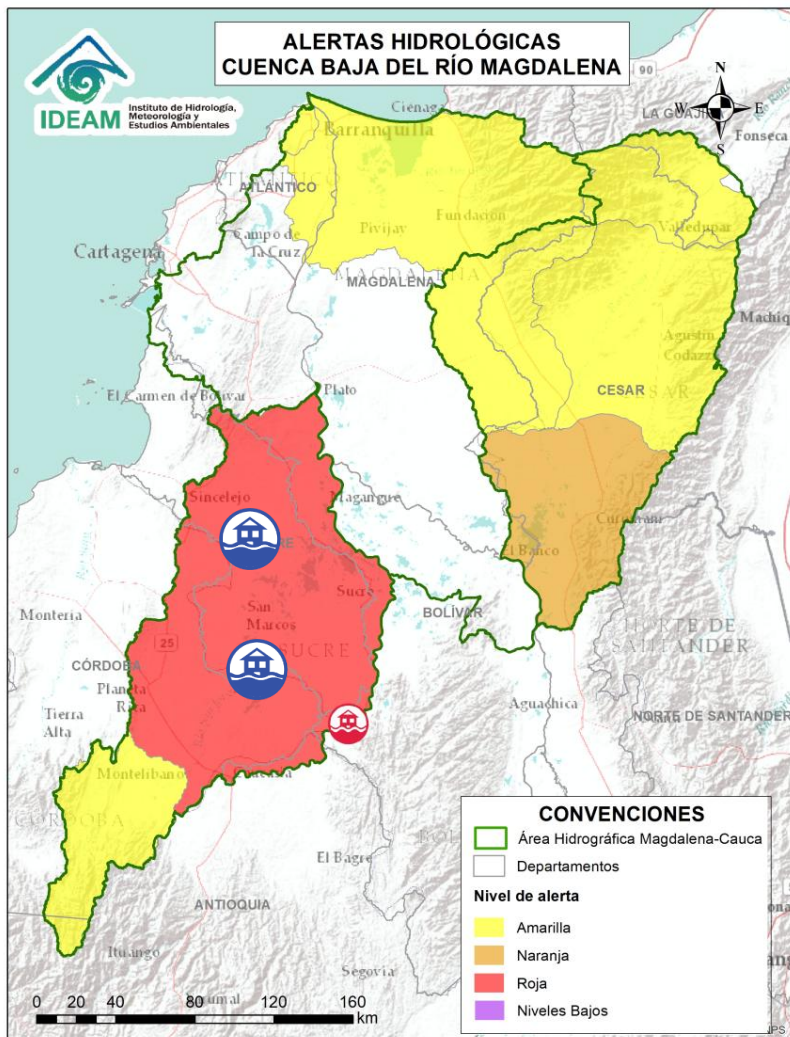 ALERTAS HIDROLÓGICAS
CUENCA BAJA DEL RÍO MAGDALENA
IDEAM
Instituto de Hidrología,
Meteorología y
Estudios Ambientales
N
W
E
S
90
Ciénaga
LA GUAJIRA
Fonseca
Barranquilla
ATLÁNTICO
Pivijay
Fundación
Valledupar
Cartagena
Campo de
la Cruz
MAGDALENA
MAGDALENA
Machiq
Agustín
Codazzi
CESAR
El Carmen de Bolívar
Plato
Sincelejo
Magangué
El Banco
San
Marcos
Sucre
SUCRE
BOLÍVAR
NORTE DE
SANTANDER
Montería
25
CÓRDOBA
Planeta
Rica
Tierra
Alta
Aguachica
NORTE DE SANTANDER
Montelíbano
CÓRDOBA
El Bagre
ANTIOQUIA
Ituango
Segovia
CONVENCIONES
Área Hidrográfica Magdalena-Cauca
Departamentos
Nivel de alerta
Amarilla
Naranja
Roja
Niveles Bajos
0 20 40 80 120 160
km